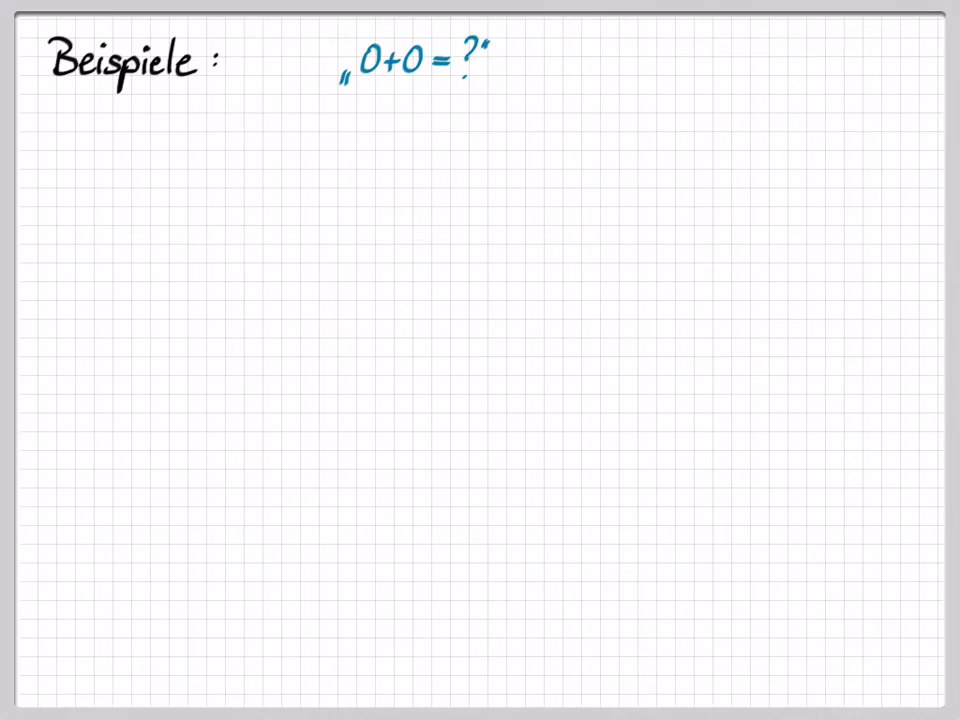 Beispiele : „0+0 = ?“